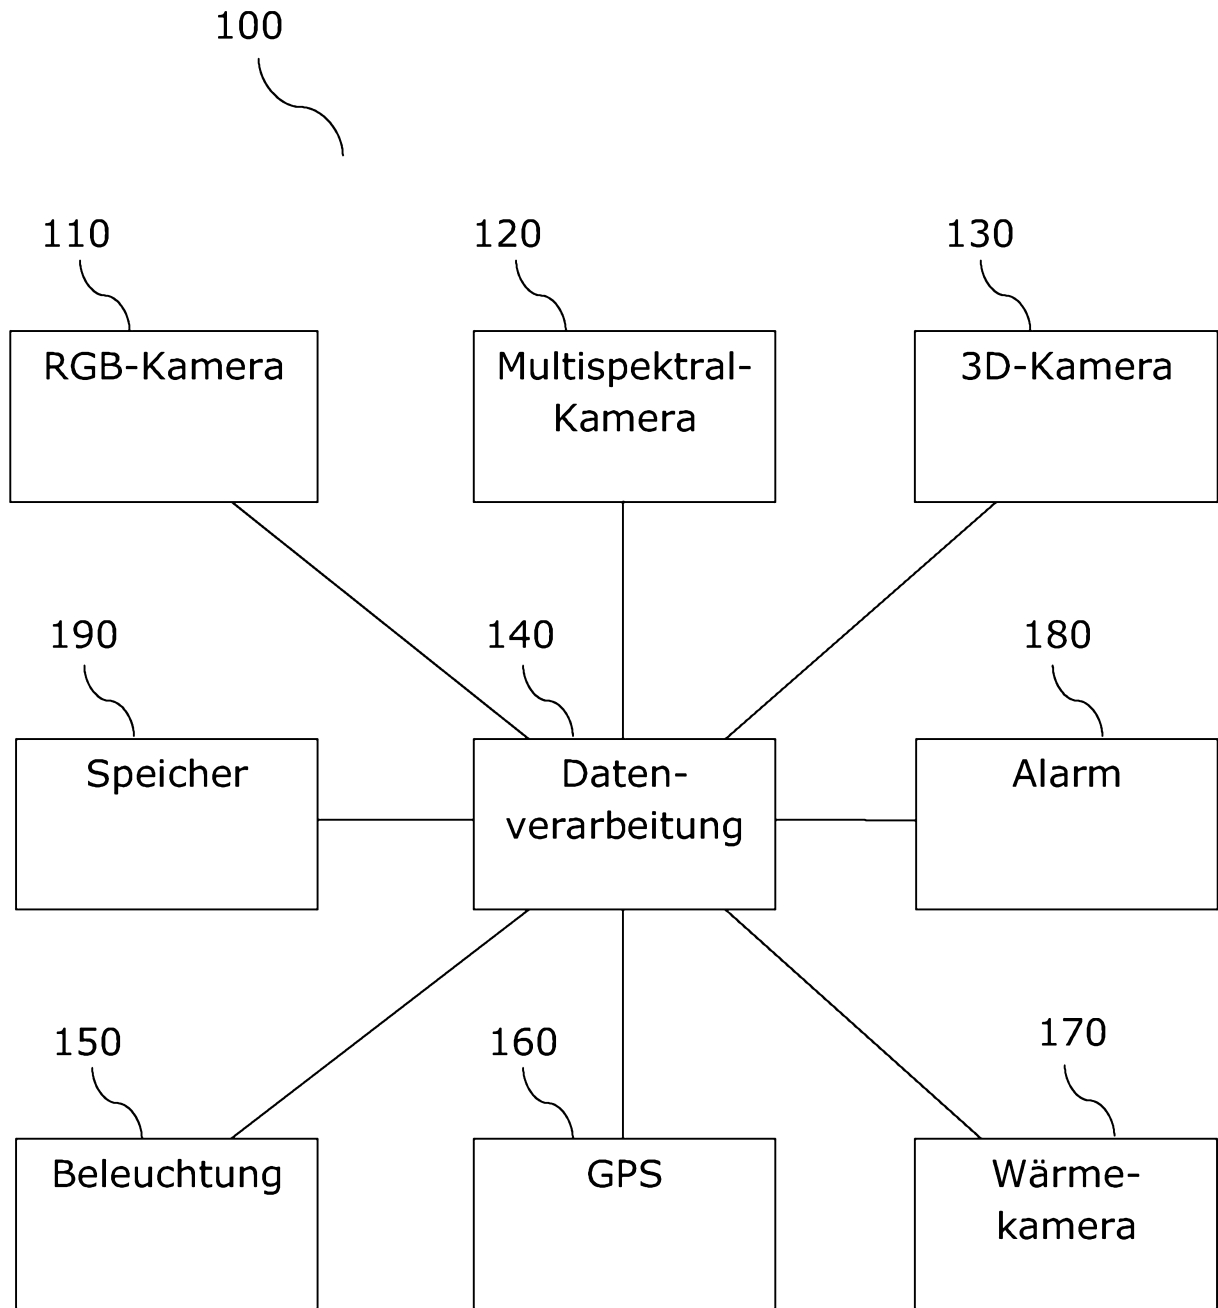 100
110
120
130
RGB-Kamera
Multispektral-
Kamera
3D-Kamera
190
140
180
Speicher
Daten-
verarbeitung
Alarm
150
160
170
Beleuchtung
GPS
Wärme-
kamera